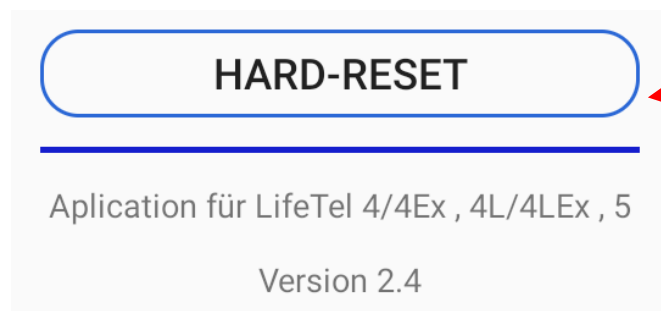 HARD-RESET
Aplication für LifeTel 4/4Ex , 4L/4LEx , 5
Version 2.4